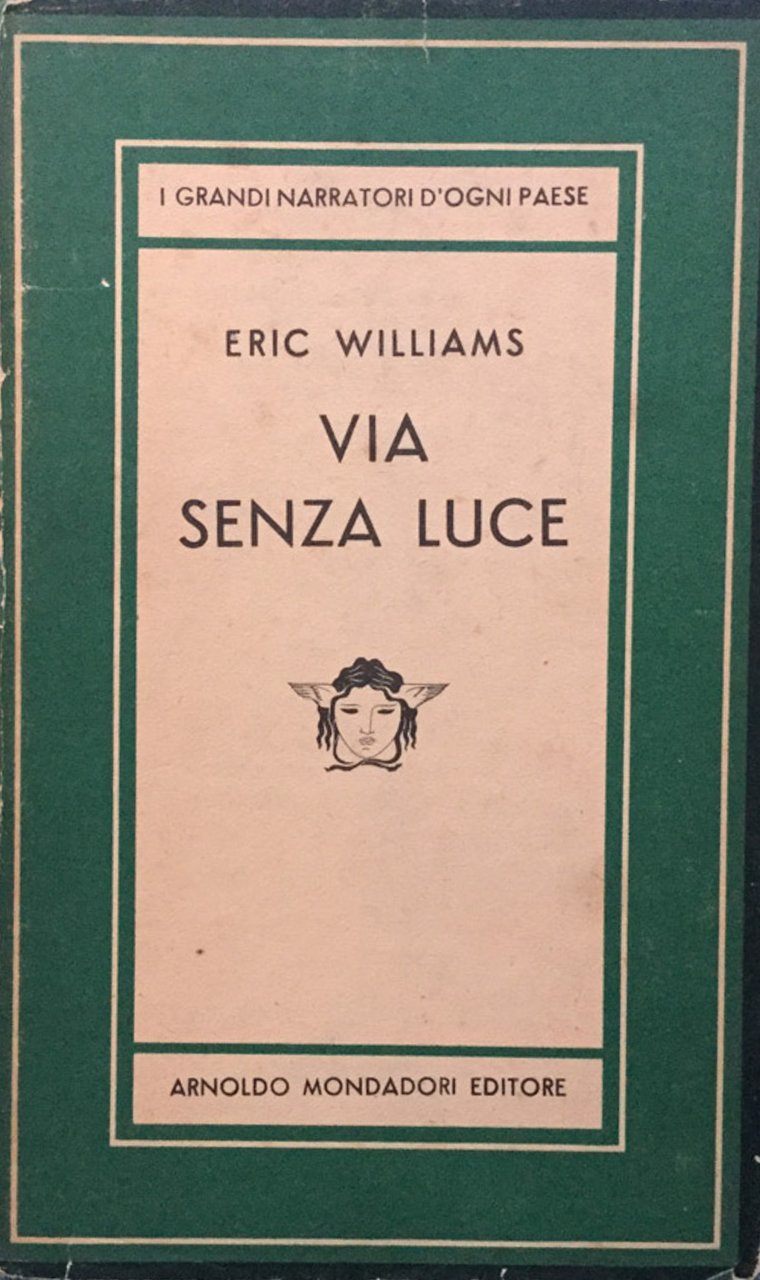 I GRANDI NARRATORI D'OGNI PAESE
ERIC WILLIAMS
VIA
SENZA LUCE
ARNOLDO MONDADORI EDITORE